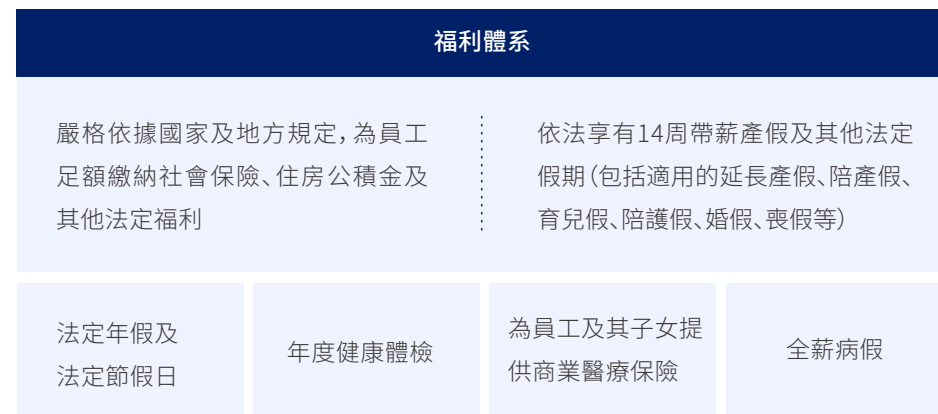 福利體系
嚴格依據國家及地方規定，為員工
足額繳納社會保險、住房公積金及
其他法定福利
依法享有14周帶薪產假及其他法定
假期（包括適用的延長產假、陪產假、
育兒假、陪護假、婚假、喪假等）
法定年假及
法定節假日
年度健康體檢
為員工及其子女提
供商業醫療保險
全薪病假